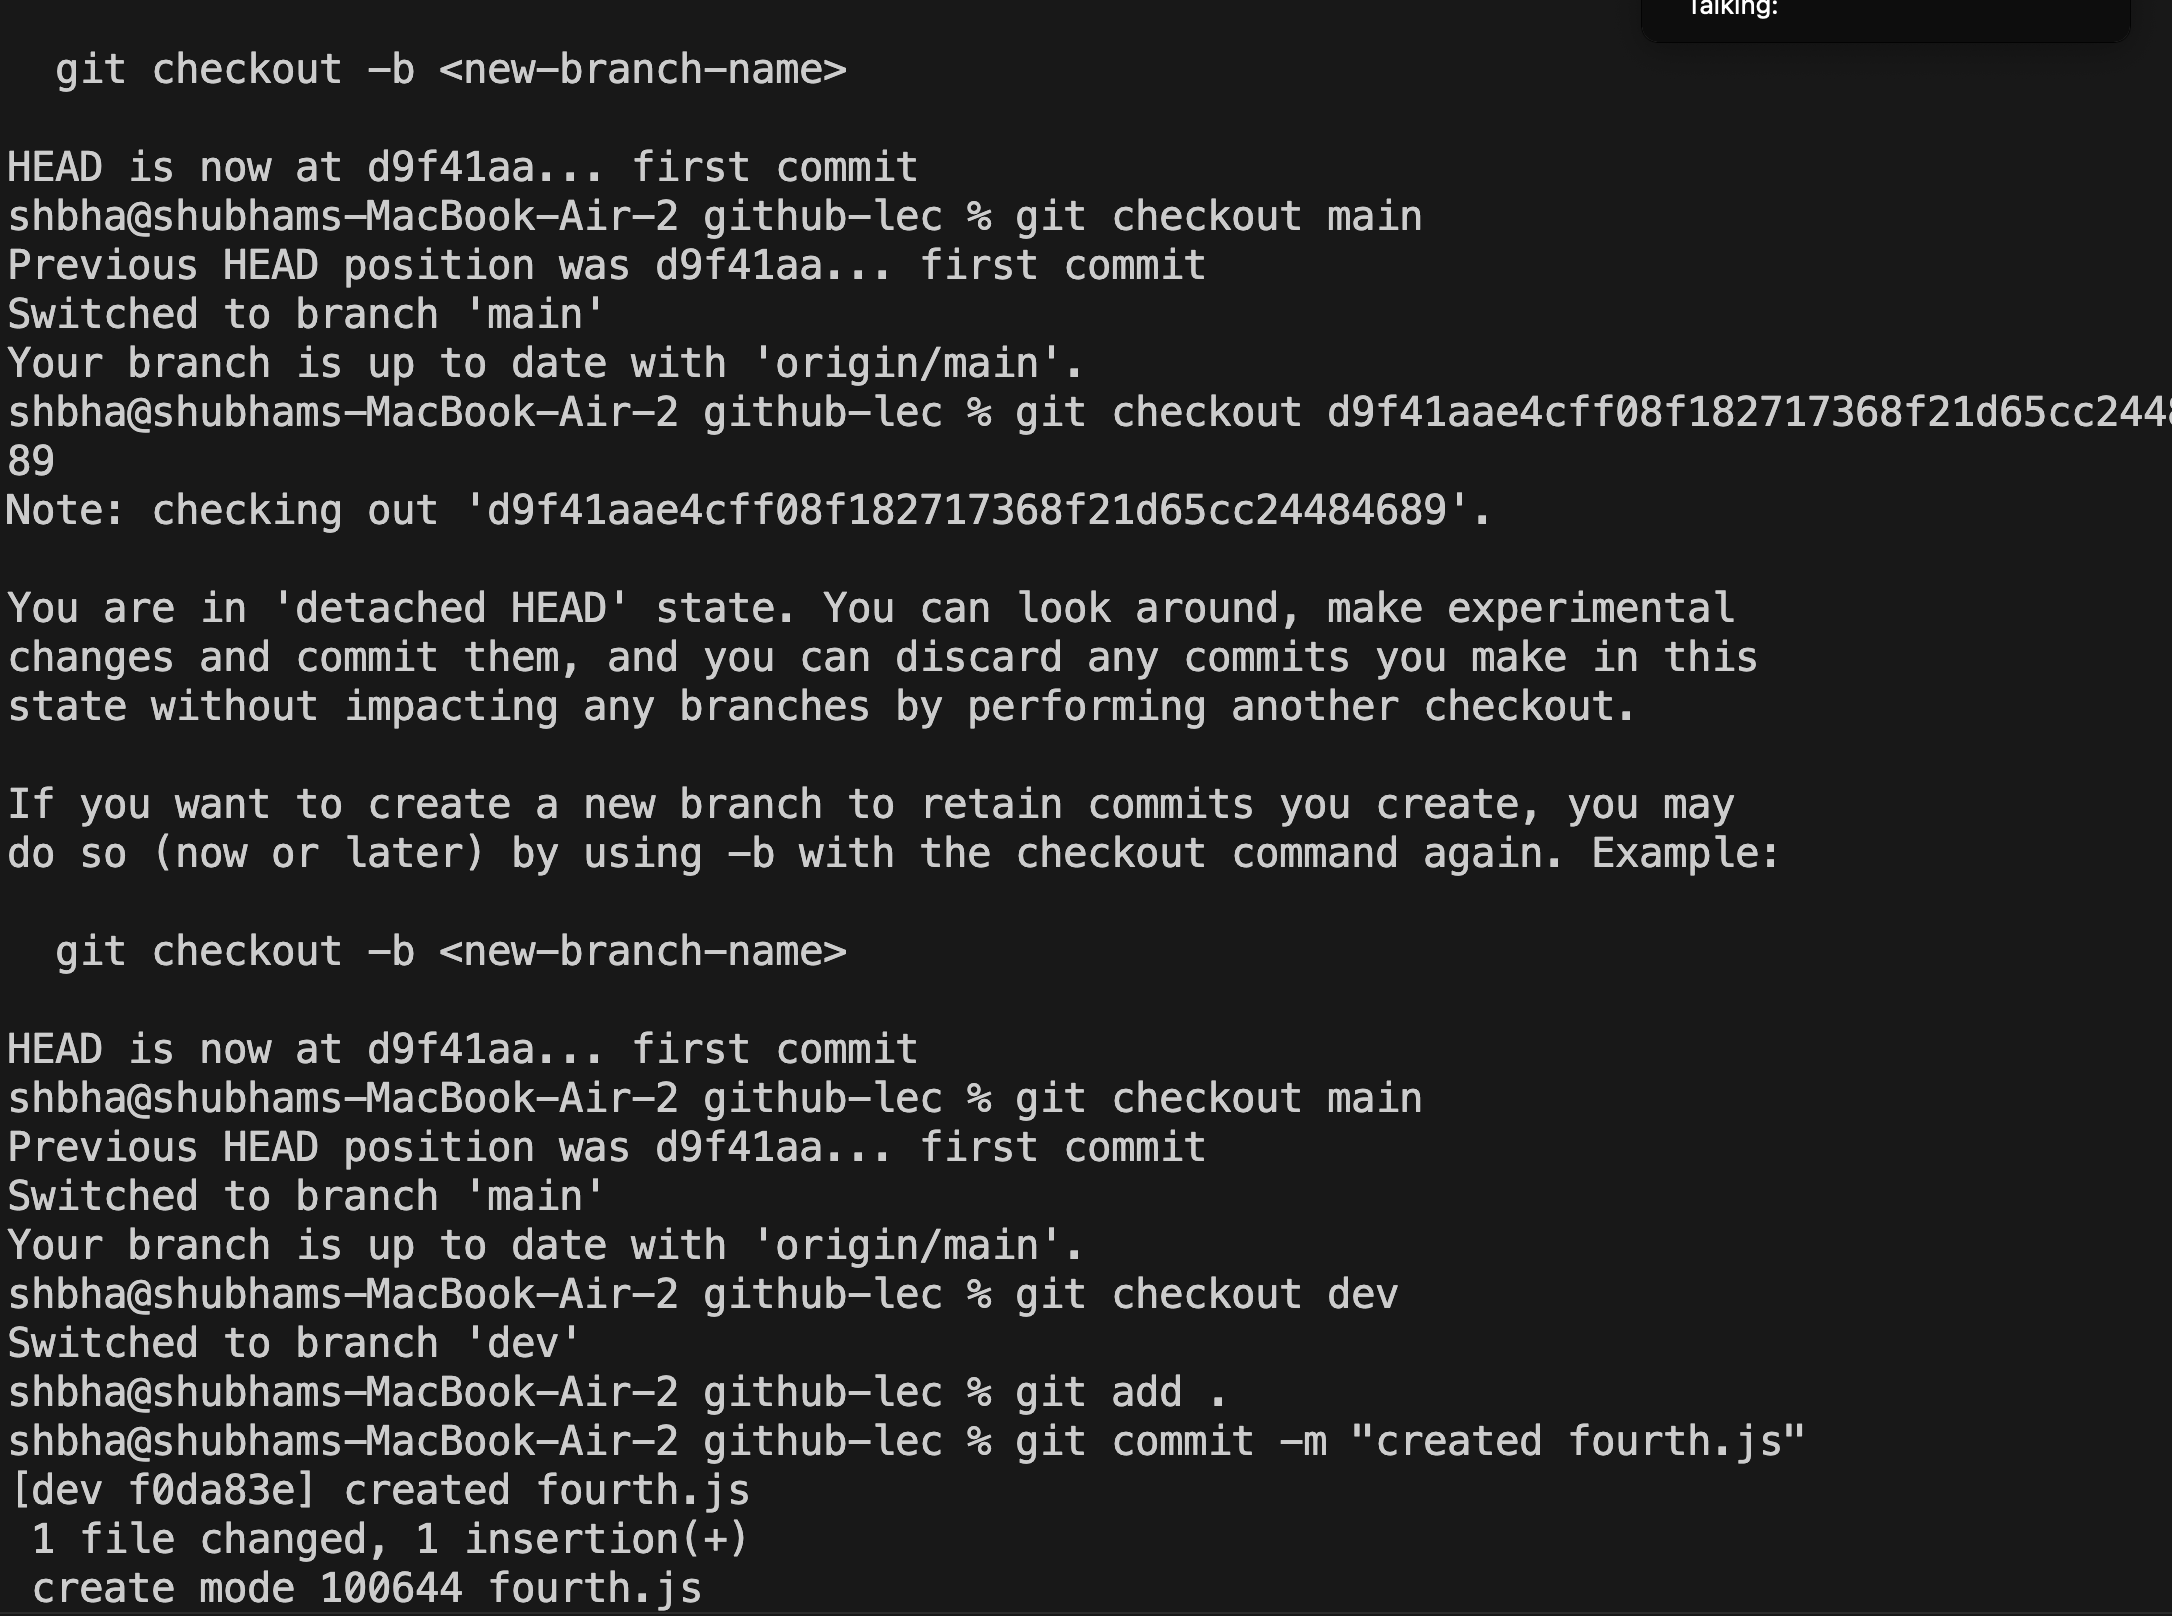 Talking:
git checkout -b <new-branch-name>
HEAD is now at d9f41aa... first commit
shbha@shubhams-MacBook-Air-2 github-lec % git checkout main
Previous HEAD position was d9f41aa... first commit
Switched to branch 'main'
Your branch is up to date with 'origin/main'.
shbha@shubhams-MacBook-Air-2 github-lec % git checkout d9f41aae4cff08f182717368f21d65cc2448
89
Note: checking out 'd9f41aae4cff08f182717368f21d65cc24484689'.
You are in 'detached HEAD' state. You can look around, make experimental
changes and commit them, and you can discard any commits you make in this
state without impacting any branches by performing another checkout.
If you want to create a new branch to retain commits you create, you may
do so (now or later) by using -b with the checkout command again. Example:
git checkout -b <new-branch-name>
HEAD is now at d9f41aa... first commit
shbha@shubhams-MacBook-Air-2 github-lec % git checkout main
Previous HEAD position was d9f41aa... first commit
Switched to branch 'main'
Your branch is up to date with 'origin/main'.
shbha@shubhams-MacBook-Air-2 github-lec % git checkout dev
Switched to branch 'dev'
shbha@shubhams-MacBook-Air-2 github-lec % git add .
shbha@shubhams-MacBook-Air-2 github-lec % git commit -m "created fourth.js"
[dev f0da83e] created fourth.js
1 file changed, 1 insertion(+)
create mode 100644 fourth.js